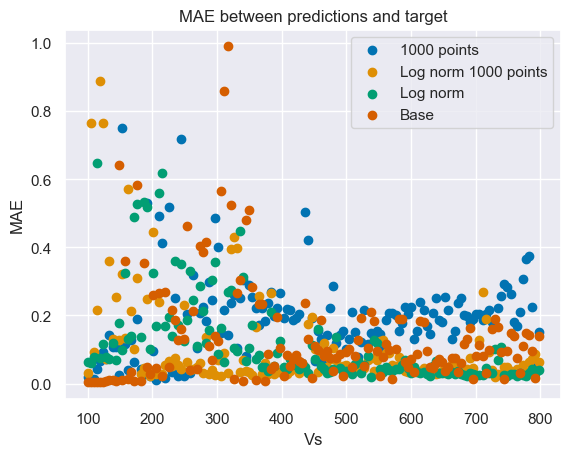 MAE between predictions and target
1000 points
Log norm 1000 points
Log norm
Base
MAE
1.0
0.8
0.6
0.4
0.2
0.0
100 200 300 400 500 600 700 800
Vs